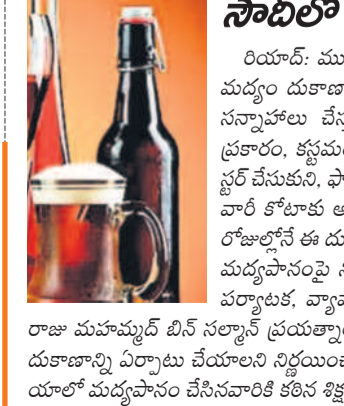 సౌదీలో
రియాద్: ము
మద్యం దుకాణా
సన్నాహాలు చేస్త
ప్రకారం, కస్టమ
స్టర్ చేసుకుని, ఫా
వారీ కోటాకు అ
రోజుల్లోనే ఈ దు
మద్యపానంపై ని
పర్యాటక, వ్యాప
రాజు మహమ్మద్ బిన్ సల్మాన్ ప్రయత్నా
దుకాణాన్ని ఏర్పాటు చేయాలని నిర్ణయించ
యాలో మద్యపానం చేసినవారికి కఠిన శిక్ష